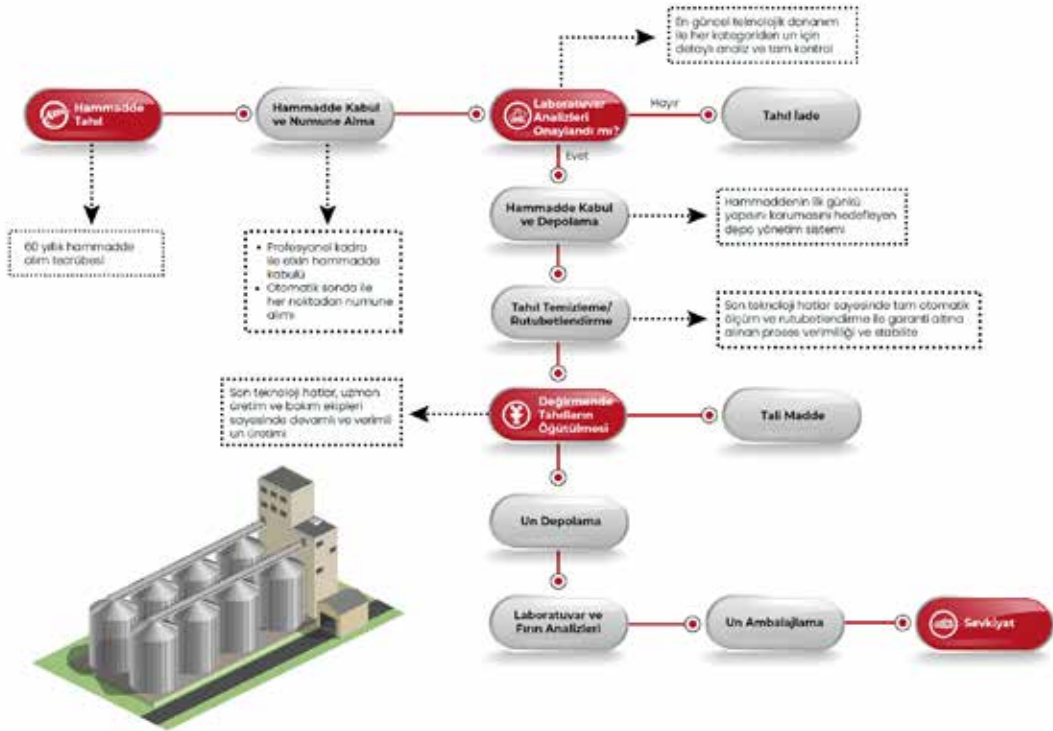 En güncel teknolojik donanım
ile her kategoriden un için
detaylı analiz ve tam kontrol
Hammadde
Tahıl
Hammadde Kabul
ve Numune Alma
Laboratuvar
Analizleri
Onaylandı mı?
Hayır
Tahıl İade
Evet
60 yıllık hammadde
alım tecrübesi
• Profesyonel kadro
ile etkin hammadde
kabulü
• Otomatik sonda ile
her noktadan numune
alımı
Hammadde Kabul
ve Depolama
Hammaddenin ilk günkü
yapısını korumasını hedefleyen
depo yönetim sistemi
Tahıl Temizleme/
Rutubetlendirme
Son teknoloji hatlar sayesinde tam otomatik
ölçüm ve rutubetlendirme ile garanti altına
alınan proses verimliliği ve stabilite
Son teknoloji hatlar, uzman
üretim ve bakım ekipleri
sayesinde devamlı ve verimli
un üretimi
Değirmende
Tahılların
Öğütülmesi
Tali Madde
Un Depolama
Laboratuvar ve
Fırın Analizleri
Un Ambalajlama
Sevkiyat